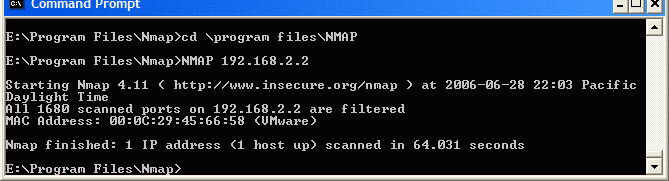 Command Prompt
E:\Program Files\Nmap>cd \program files\NMAP
E:\Program Files\Nmap>NMAP 192.168.2.2
Starting Nmap 4.11 ( http://www.insecure.org/nmap ) at 2006-06-28 22:03 Pacific
Daylight Time
All 1680 scanned ports on 192.168.2.2 are filtered
MAC Address: 00:0C:29:45:66:58 (VMware)
Nmap finished: 1 IP address (1 host up) scanned in 64.031 seconds
E:\Program Files\Nmap>